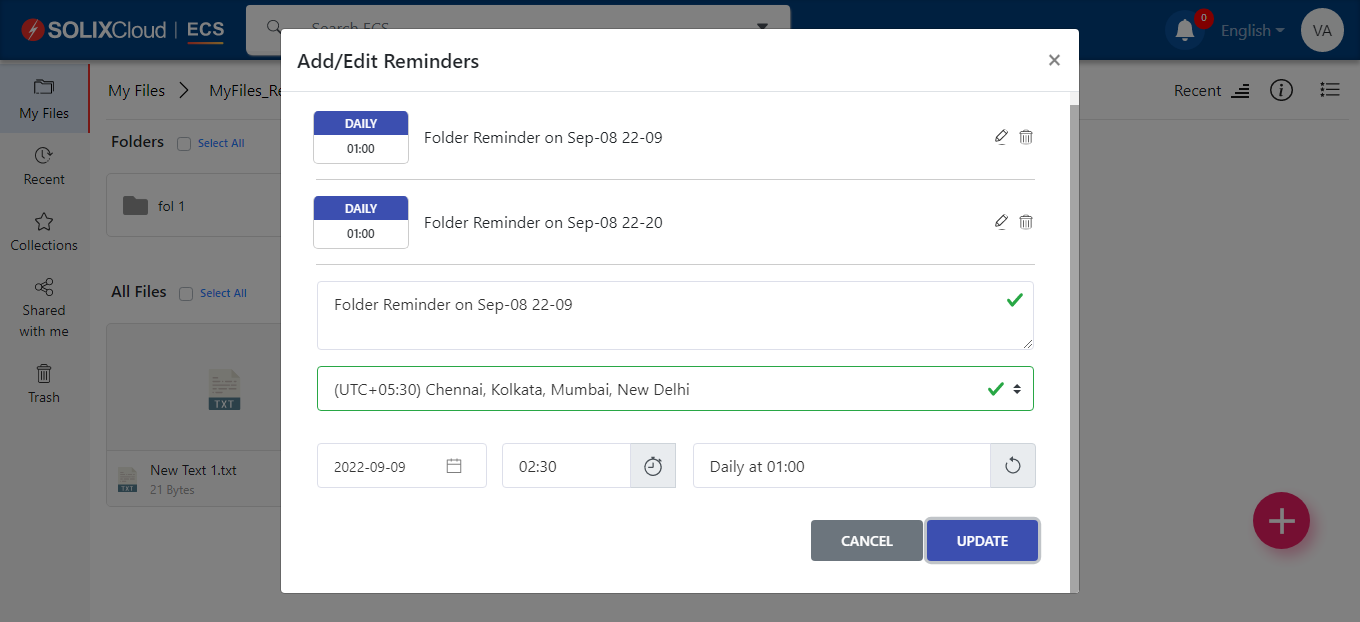 SOLIXCloud | ECS
Search ECS
0
English
VA
Add/Edit Reminders
×
My Files
Recent
Collections
Shared
with me
Trash
My Files > MyFiles_Re
Recent
Folders
Select All
fol 1
All Files
Select All
TXT
TXT
New Text 1.txt
21 Bytes
DAILY
01:00
Folder Reminder on Sep-08 22-09
DAILY
01:00
Folder Reminder on Sep-08 22-20
Folder Reminder on Sep-08 22-09
(UTC+05:30) Chennai, Kolkata, Mumbai, New Delhi
2022-09-09
02:30
Daily at 01:00
CANCEL
UPDATE